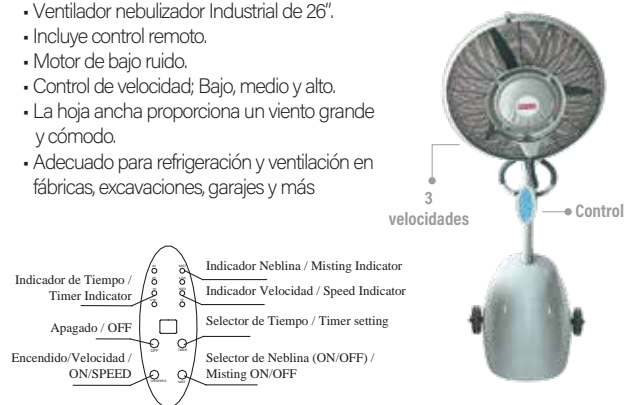 • Ventilador nebulizador Industrial de 26”.
• Incluye control remoto.
• Motor de bajo ruido.
• Control de velocidad; Bajo, medio y alto.
• La hoja ancha proporciona un viento grande
y cómodo.
• Adecuado para refrigeración y ventilación en
fábricas, excavaciones, garajes y más
3
velocidades
Control
Indicador de Tiempo /
Timer Indicator
Apagado / OFF
Encendido/Velocidad /
ON/SPEED
Indicador Neblina / Misting Indicator
Indicador Velocidad / Speed Indicator
Selector de Tiempo / Timer setting
Selector de Neblina (ON/OFF) /
Misting ON/OFF
OFF